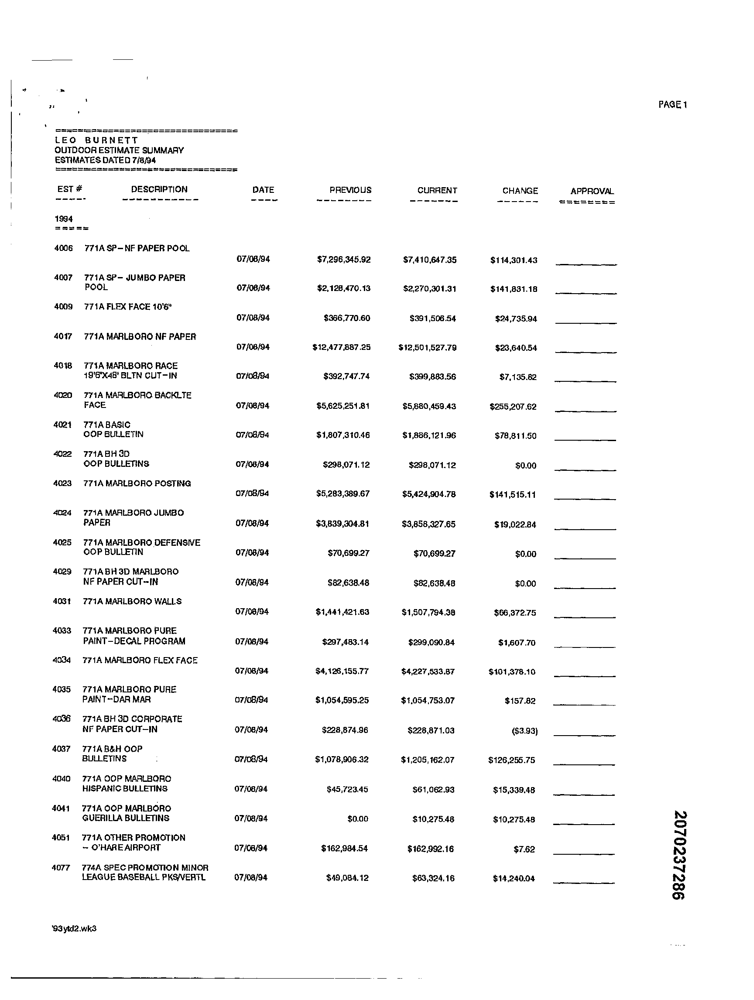 PAGE 1
==================================
LEO BURNETT
OUTDOOR ESTIMATE SUMMARY
ESTIMATES DATED 7/8/94
==================================
EST # DESCRIPTION DATE PREVIOUS CURRENT CHANGE APPROVAL
----- ----------- ---- -------- ------- ------ ========
1994
=====
4006 771A SP-NF PAPER POOL
07/08/94 $7,296,345.92 $7,410,647.35 $114,301.43
4007 771A SP- JUMBO PAPER
POOL 07/08/94 $2,128,470.13 $2,270,301.31 $141,831.18
4009 771A FLEX FACE 10'6"
07/08/94 $366,770.60 $391,506.54 $24,735.94
4017 771A MARLBORO NF PAPER
07/08/94 $12,477,887.25 $12,501,527.79 $23,640.54
4018 771A MARLBORO RACE
19'6"X48' BLTN CUT-IN 07/08/94 $392,747.74 $399,883.56 $7,135.82
4020 771A MARLBORO BACKLTE
FACE 07/08/94 $5,625,251.81 $5,880,459.43 $255,207.62
4021 771A BASIC
OOP BULLETIN 07/08/94 $1,807,310.46 $1,886,121.96 $78,811.50
4022 771A BH 3D
OOP BULLETINS 07/08/94 $298,071.12 $298,071.12 $0.00
4023 771A MARLBORO POSTING
07/08/94 $5,283,389.67 $5,424,904.78 $141,515.11
4024 771A MARLBORO JUMBO
PAPER 07/08/94 $3,839,304.81 $3,858,327.65 $19,022.84
4025 771A MARLBORO DEFENSIVE
OOP BULLETIN 07/08/94 $70,699.27 $70,699.27 $0.00
4029 771A BH 3D MARLBORO
NF PAPER CUT-IN 07/08/94 $82,638.48 $82,638.48 $0.00
4031 771A MARLBORO WALLS
07/08/94 $1,441,421.63 $1,507,794.38 $66,372.75
4033 771A MARLBORO PURE
PAINT-DECAL PROGRAM 07/08/94 $297,483.14 $299,090.84 $1,607.70
4034 771A MARLBORO FLEX FACE
07/08/94 $4,126,155.77 $4,227,533.87 $101,378.10
4035 771A MARLBORO PURE
PAINT-DAR MAR 07/08/94 $1,054,595.25 $1,054,753.07 $157.82
4036 771A BH 3D CORPORATE
NF PAPER CUT-IN 07/08/94 $228,874.96 $228,871.03 ($3.93)
4037 771A B&H OOP
BULLETINS 07/08/94 $1,078,906.32 $1,205,162.07 $126,255.75
4040 771A OOP MARLBORO
HISPANIC BULLETINS 07/08/94 $45,723.45 $61,062.93 $15,339.48
4041 771A OOP MARLBORO
GUERILLA BULLETINS 07/08/94 $0.00 $10,275.48 $10,275.48
4051 771A OTHER PROMOTION
-- O'HARE AIRPORT 07/08/94 $162,984.54 $162,992.16 $7.62
4077 774A SPEC PROMOTION MINOR
LEAGUE BASEBALL PKS/VERTL 07/08/94 $49,084.12 $63,324.16 $14,240.04
2070237286
'93ytd2.wk3